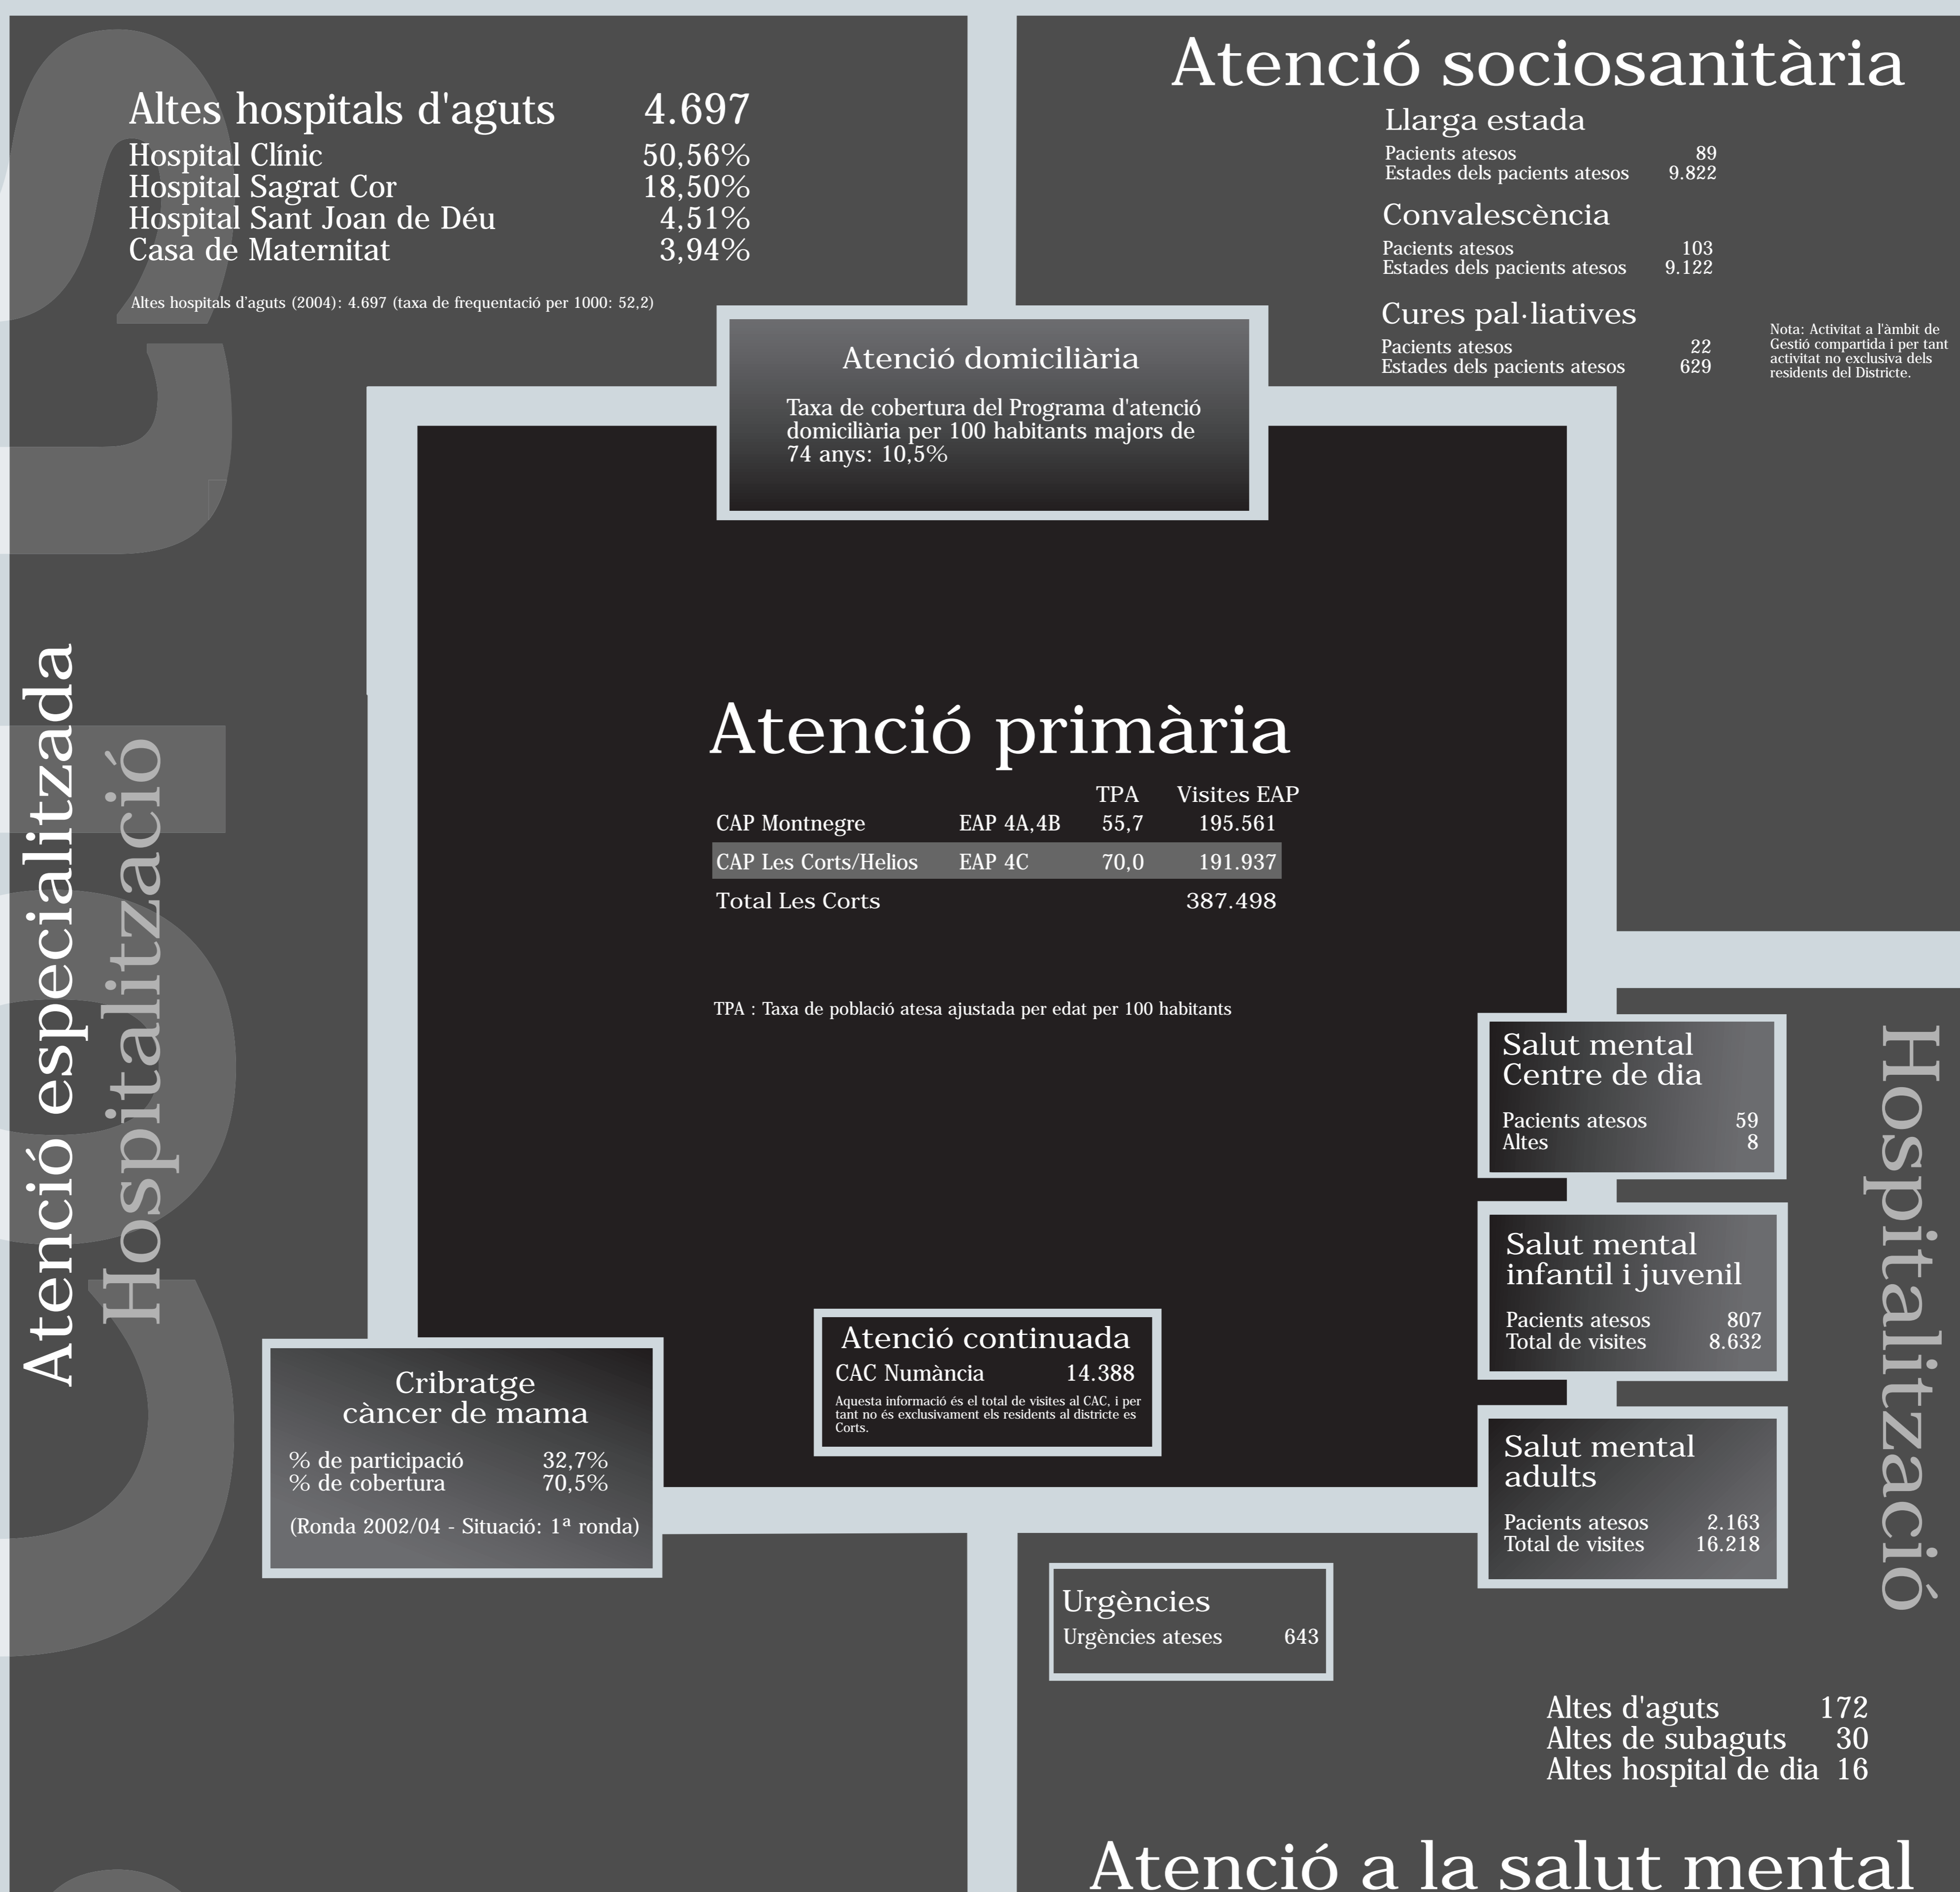 Atenció sociosanitària
Llarga estada
Pacients atesos 89
Estades dels pacients atesos 9.822
Convalescència
Pacients atesos 103
Estades dels pacients atesos 9.122
Cures pal·liatives
Pacients atesos 22
Estades dels pacients atesos 629
Nota: Activitat a l'àmbit de
Gestió compartida i per tant
activitat no exclusiva dels
residents del Districte.
Altes hospitals d'aguts 4.697
Hospital Clínic 50,56%
Hospital Sagrat Cor 18,50%
Hospital Sant Joan de Déu 4,51%
Casa de Maternitat 3,94%
Altes hospitals d'aguts (2004): 4.697 (taxa de frequentació per 1000: 52,2)
Atenció especialitzada
Hospitalització
Atenció domiciliària
Taxa de cobertura del Programa d'atenció
domiciliària per 100 habitants majors de
74 anys: 10,5%
Atenció primària
TPA Visites EAP
CAP Montnegre EAP 4A,4B 55,7 195.561
CAP Les Corts/Helios EAP 4C 70,0 191.937
Total Les Corts 387.498
TPA : Taxa de població atesa ajustada per edat per 100 habitants
Salut mental
Centre de dia
Pacients atesos 59
Altes 8
Salut mental
infantil i juvenil
Pacients atesos 807
Total de visites 8.632
Salut mental
adults
Pacients atesos 2.163
Total de visites 16.218
Hospitalització
Atenció continuada
CAC Numància 14.388
Aquesta informació és el total de visites al CAC, i per
tant no és exclusivament els residents al districte es
Corts.
Cribratge
càncer de mama
% de participació 32,7%
% de cobertura 70,5%
(Ronda 2002/04 - Situació: 1ª ronda)
Urgències
Urgències ateses 643
Altes d'aguts 172
Altes de subaguts 30
Altes hospital de dia 16
Atenció a la salut mental